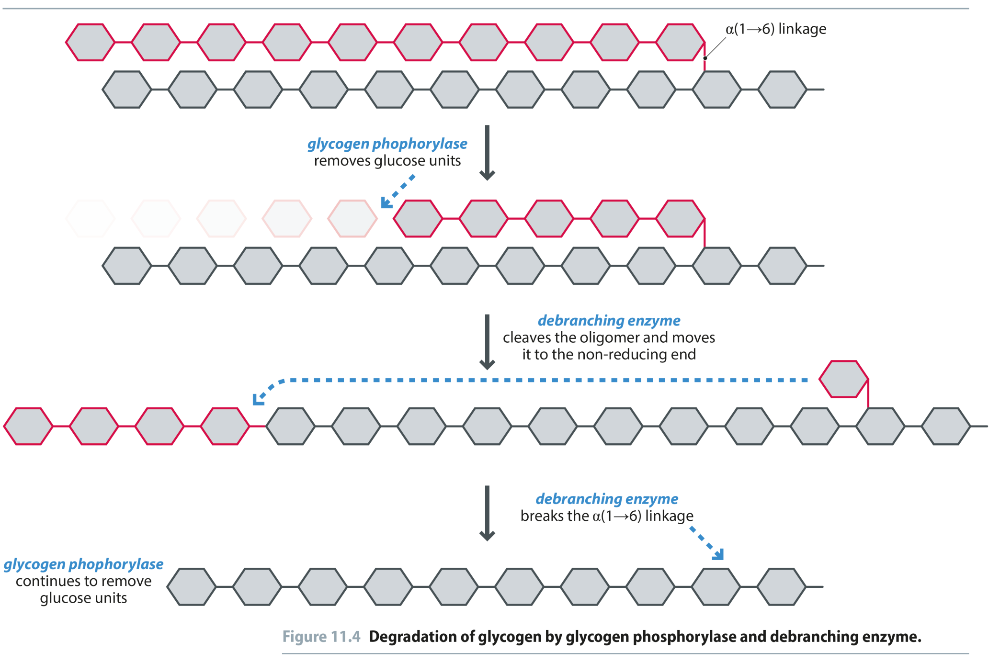 α(1→6) linkage
glycogen phophorylase
removes glucose units
debranching enzyme
cleaves the oligomer and moves
it to the non-reducing end
debranching enzyme
breaks the α(1→6) linkage
glycogen phophorylase
continues to remove
glucose units
Figure 11.4 Degradation of glycogen by glycogen phosphorylase and debranching enzyme.